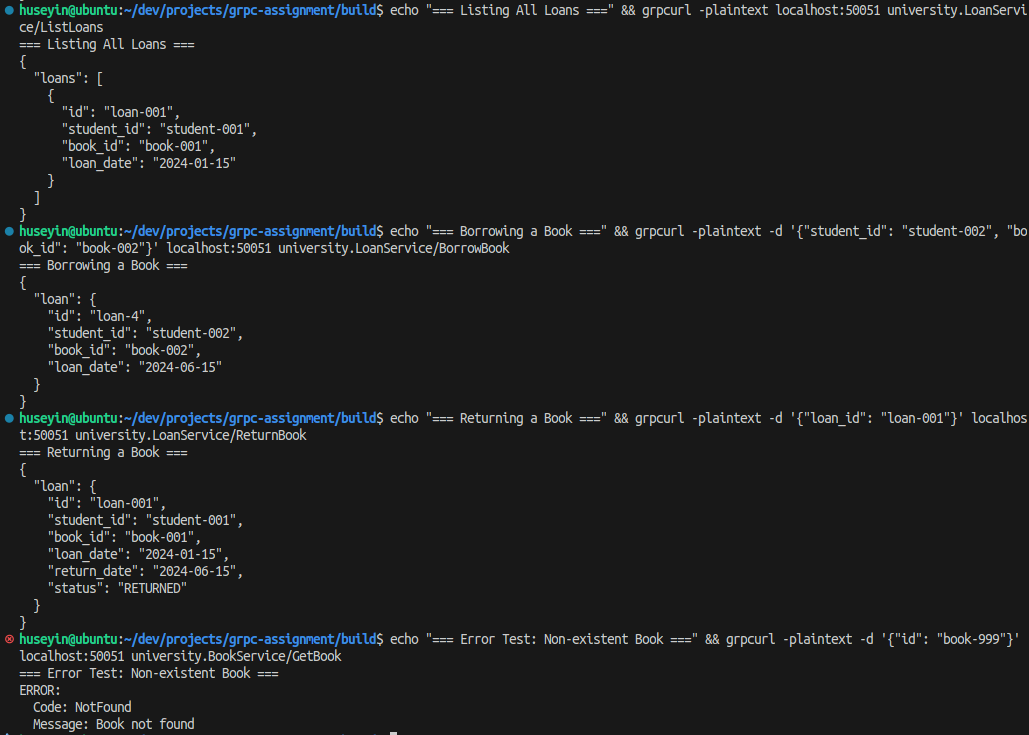 huseyin@ubuntu:~/dev/projects/grpc-assignment/build$ echo "=== Listing All Loans ===" && grpcurl -plaintext localhost:50051 university.LoanServi
ce/ListLoans
=== Listing All Loans ===
{
  "loans": [
    {
      "id": "loan-001",
      "student_id": "student-001",
      "book_id": "book-001",
      "loan_date": "2024-01-15"
    }
  ]
}
huseyin@ubuntu:~/dev/projects/grpc-assignment/build$ echo "=== Borrowing a Book ===" && grpcurl -plaintext -d '{"student_id": "student-002", "bo
ok_id": "book-002"}' localhost:50051 university.LoanService/BorrowBook
=== Borrowing a Book ===
{
  "loan": {
    "id": "loan-4",
    "student_id": "student-002",
    "book_id": "book-002",
    "loan_date": "2024-06-15"
  }
}
huseyin@ubuntu:~/dev/projects/grpc-assignment/build$ echo "=== Returning a Book ===" && grpcurl -plaintext -d '{"loan_id": "loan-001"}' localhos
t:50051 university.LoanService/ReturnBook
=== Returning a Book ===
{
  "loan": {
    "id": "loan-001",
    "student_id": "student-001",
    "book_id": "book-001",
    "loan_date": "2024-01-15",
    "return_date": "2024-06-15",
    "status": "RETURNED"
  }
}
huseyin@ubuntu:~/dev/projects/grpc-assignment/build$ echo "=== Error Test: Non-existent Book ===" && grpcurl -plaintext -d '{"id": "book-999"}'
localhost:50051 university.BookService/GetBook
=== Error Test: Non-existent Book ===
ERROR:
  Code: NotFound
  Message: Book not found